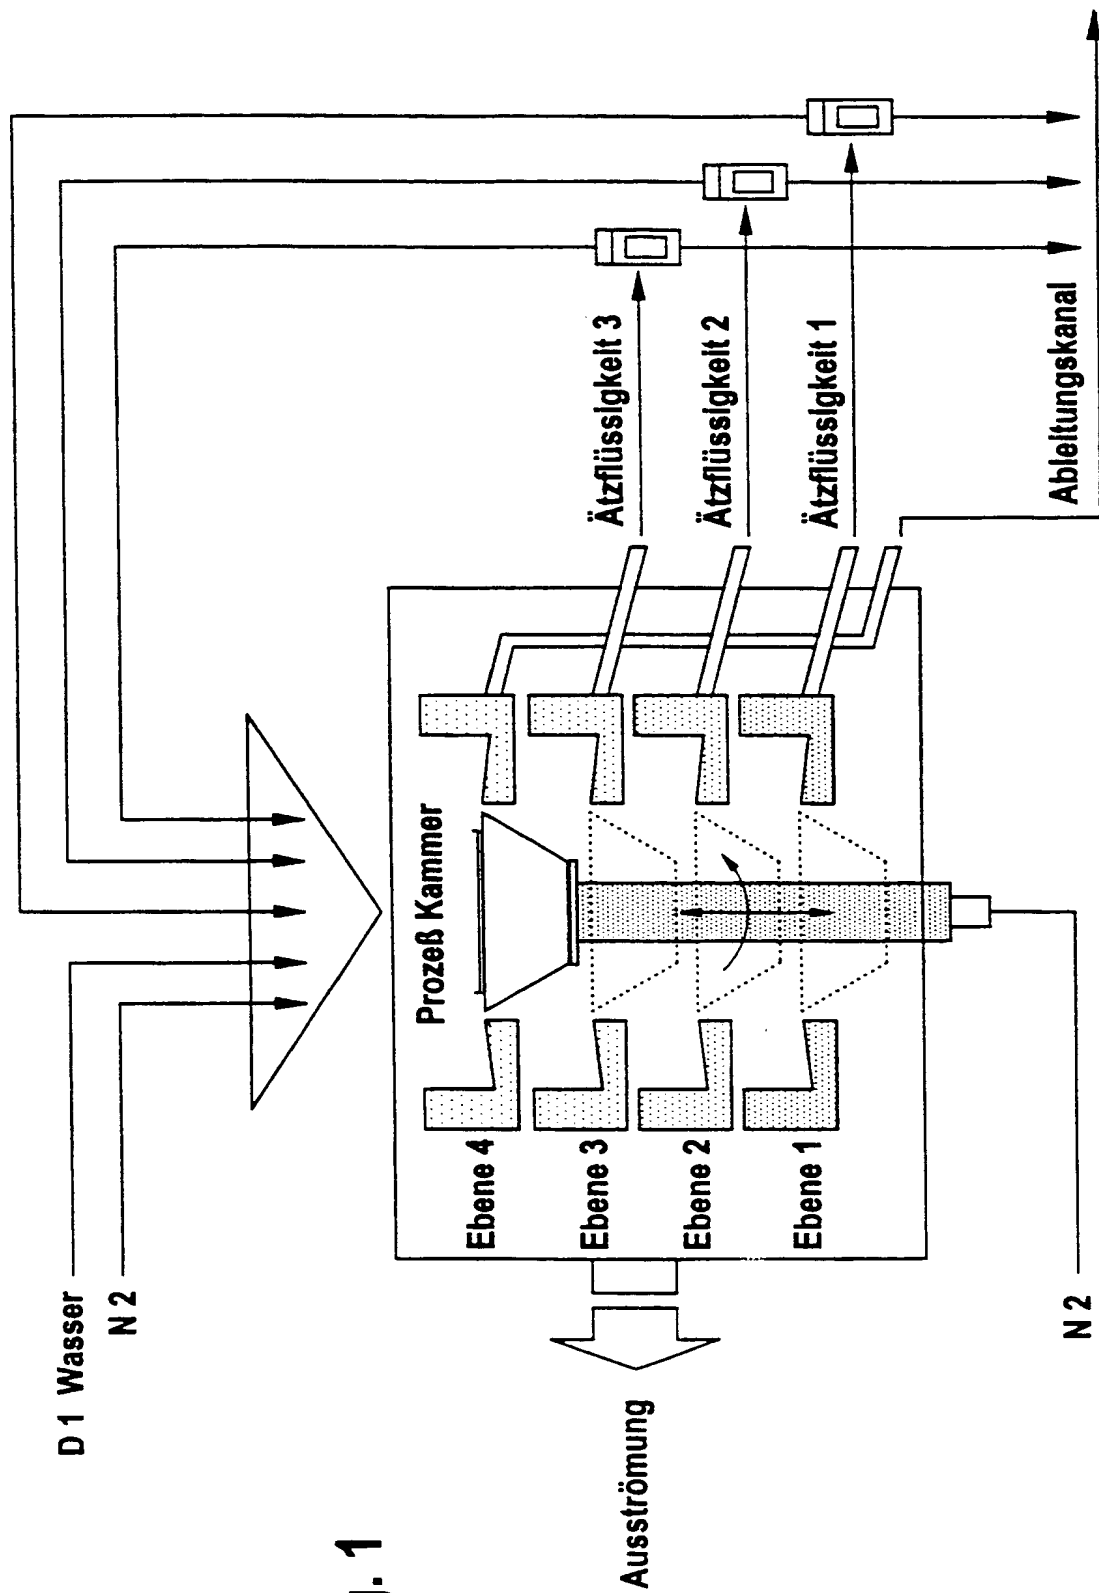 D1 Wasser
N 2
Prozeß Kammer
Ebene 4
Ebene 3
Ebene 2
Ebene 1
Ätzflüssigkeit 3
Ätzflüssigkeit 2
Ätzflüssigkeit 1
Ableitungskanal
Ausströmung
N 2
. 1